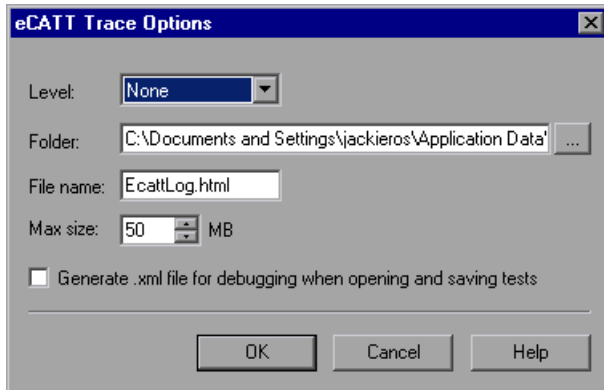 eCATT Trace Options
Level: None
Folder: C:\Documents and Settings\jackieros\Application Data\ ...
File name: EcattLog.html
Max size: 50 MB
Generate .xml file for debugging when opening and saving tests
OK Cancel Help